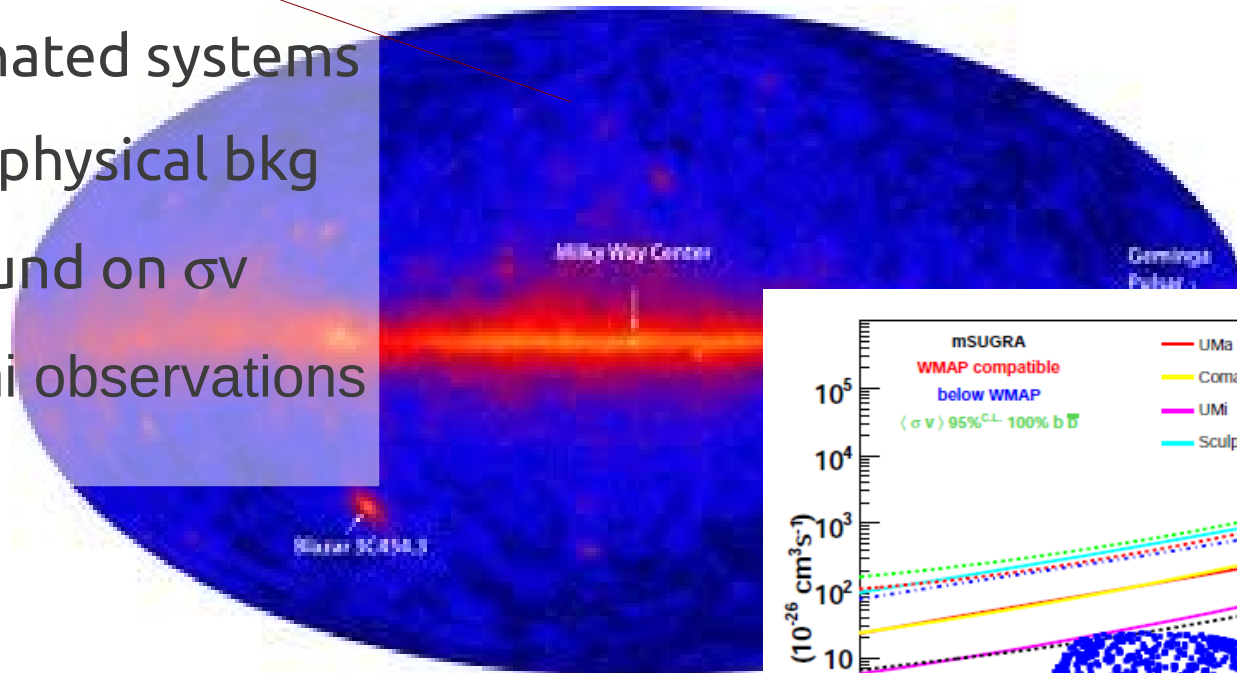 nated systems
physical bkg
und on σv
i observations
Milky Way Center
Geminga
Pulsar
Blazar 3C454.3
mSUGRA
WMAP compatible
below WMAP
⟨ σ v ⟩ 95% C.L. 100% b b̅
UMa
Coma
UMi
Sculp
10⁵
10⁴
10³
10²
10
(10⁻²⁶ cm³s⁻¹)